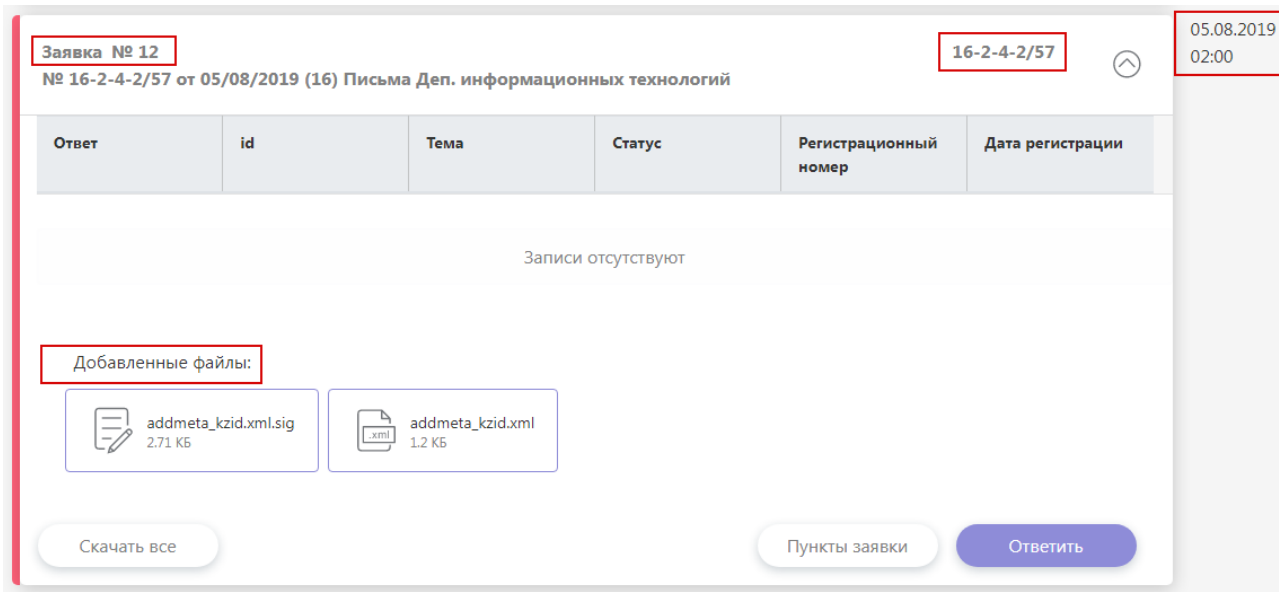 Заявка № 12
16-2-4-2/57
05.08.2019
02:00
№ 16-2-4-2/57 от 05/08/2019 (16) Письма Деп. информационных технологий
Ответ
id
Тема
Статус
Регистрационный
номер
Дата регистрации
Записи отсутствуют
Добавленные файлы:
addmeta_kzid.xml.sig
2.71 КБ
.xml
addmeta_kzid.xml
1.2 КБ
Скачать все
Пункты заявки
Ответить